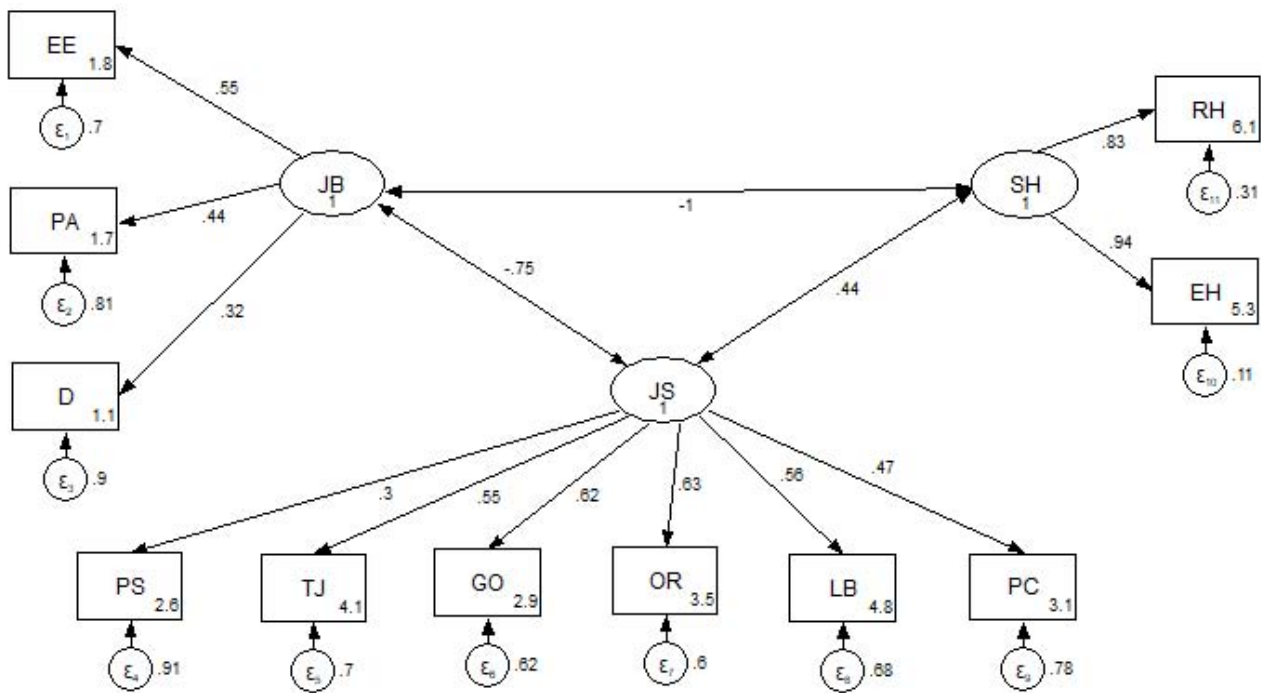 EE
1.8
.55
ε1
.7
RH
6.1
.83
JB
1
SH
1
-1
ε11
.31
PA
1.7
.44
.94
EH
5.3
ε2
.81
-.75
.44
.32
ε10
.11
D
1.1
JS
1
ε3
.9
.3
.55
.62
.63
.56
.47
PS
2.6
TJ
4.1
GO
2.9
OR
3.5
LB
4.8
PC
3.1
ε4
.91
ε5
.7
ε6
.62
ε7
.6
ε8
.68
ε9
.78